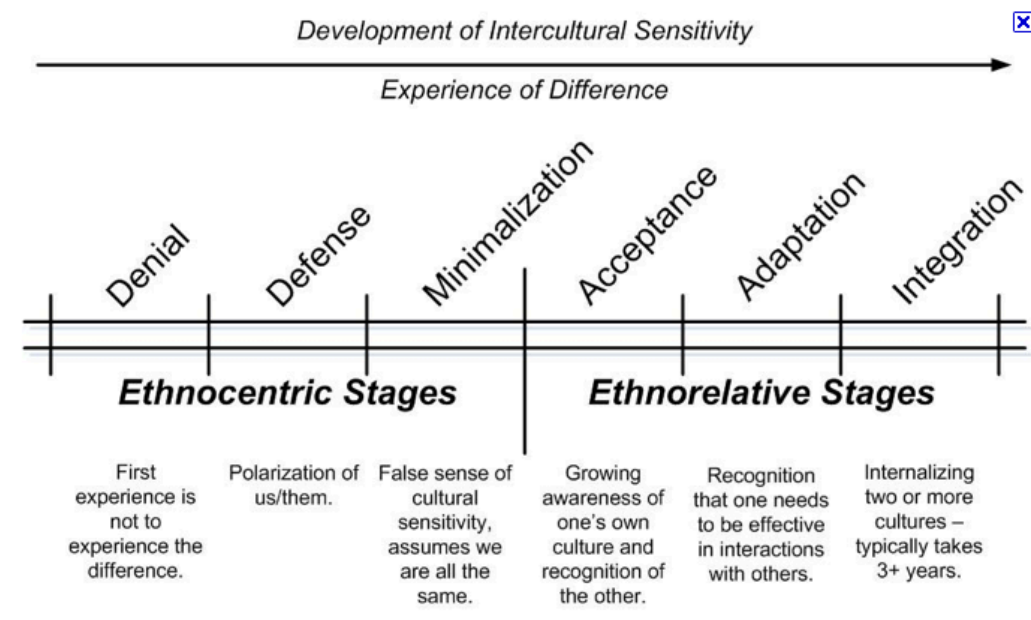 Development of Intercultural Sensitivity
Experience of Difference
Denial
Defense
Minimalization
Acceptance
Adaptation
Integration
Ethnocentric Stages
Ethnorelative Stages
First
experience is
not to
experience the
difference.
Polarization of
us/them.
False sense of
cultural
sensitivity,
assumes we
are all the
same.
Growing
awareness of
one's own
culture and
recognition of
the other.
Recognition
that one needs
to be effective
in interactions
with others.
Internalizing
two or more
cultures –
typically takes
3+ years.